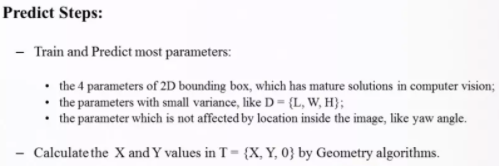 Predict Steps:
– Train and Predict most parameters:
• the 4 parameters of 2D bounding box, which has mature solutions in computer vision;
• the parameters with small variance, like D = {L, W, H};
• the parameter which is not affected by location inside the image, like yaw angle.
– Calculate the X and Y values in T = {X, Y, 0} by Geometry algorithms.